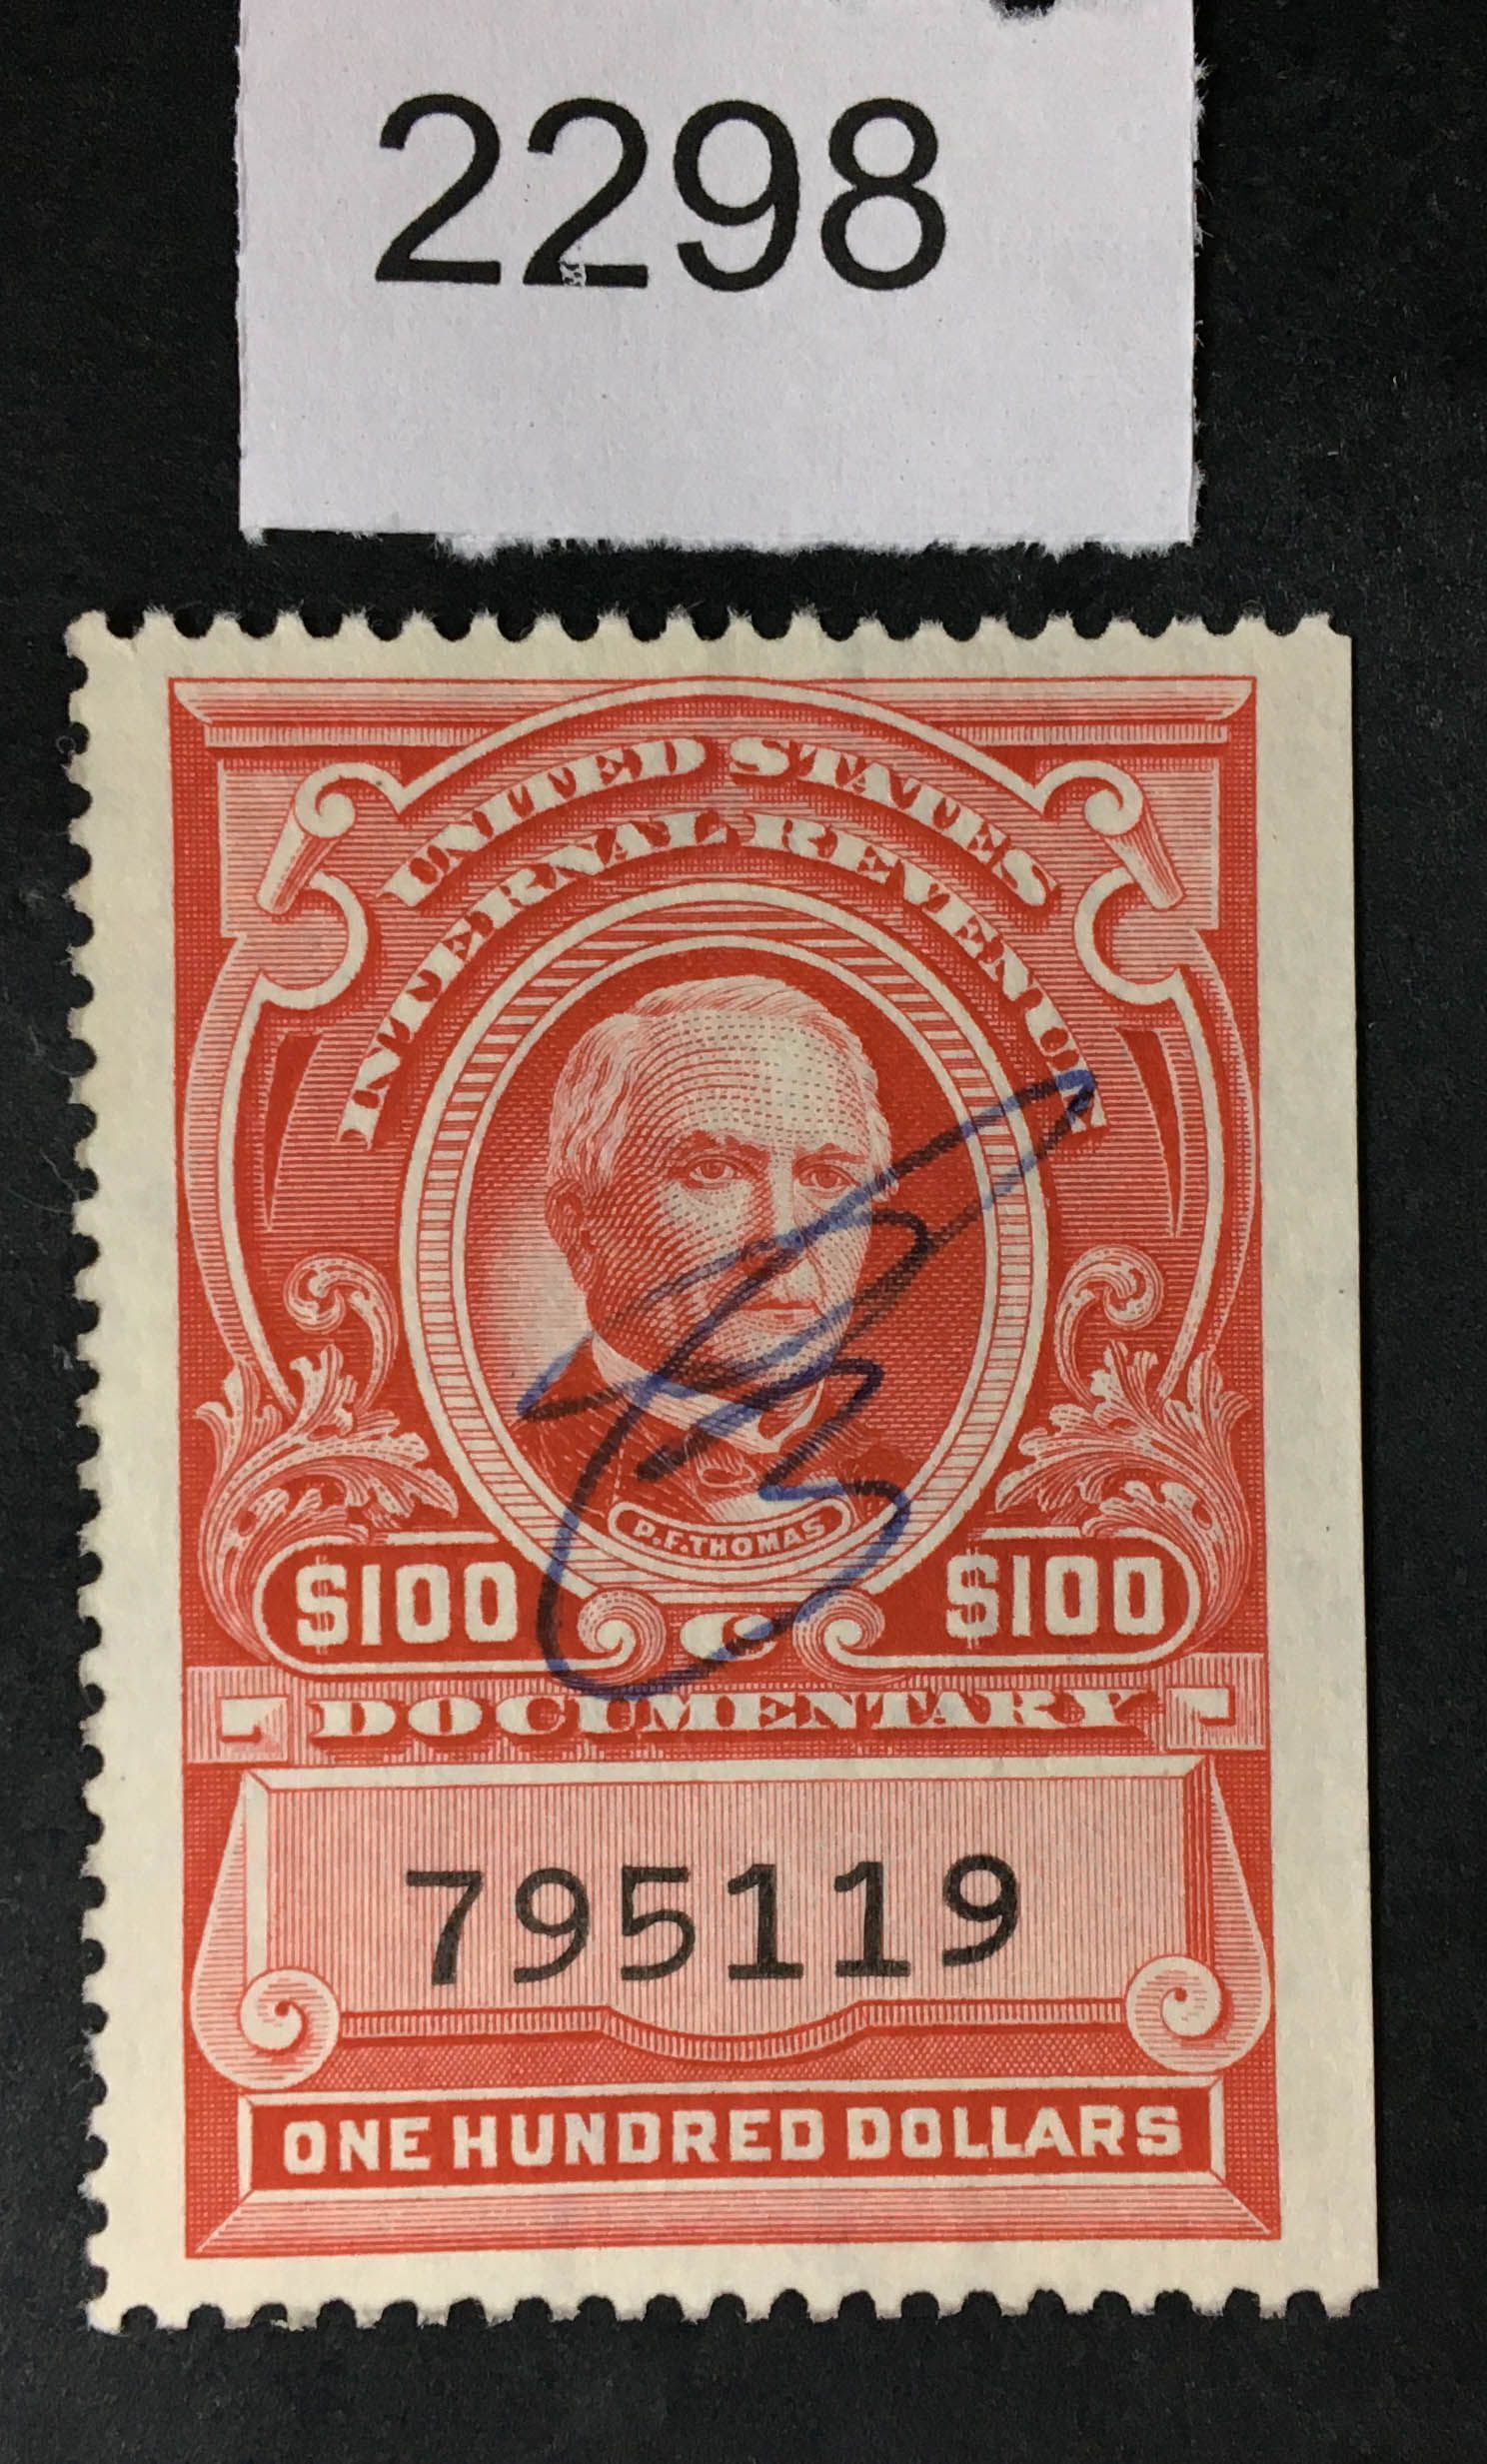 2298
UNITED STATES
INTERNAL REVENUE
P.F. THOMAS
$100 C $100
DOCUMENTARY
795119
ONE HUNDRED DOLLARS